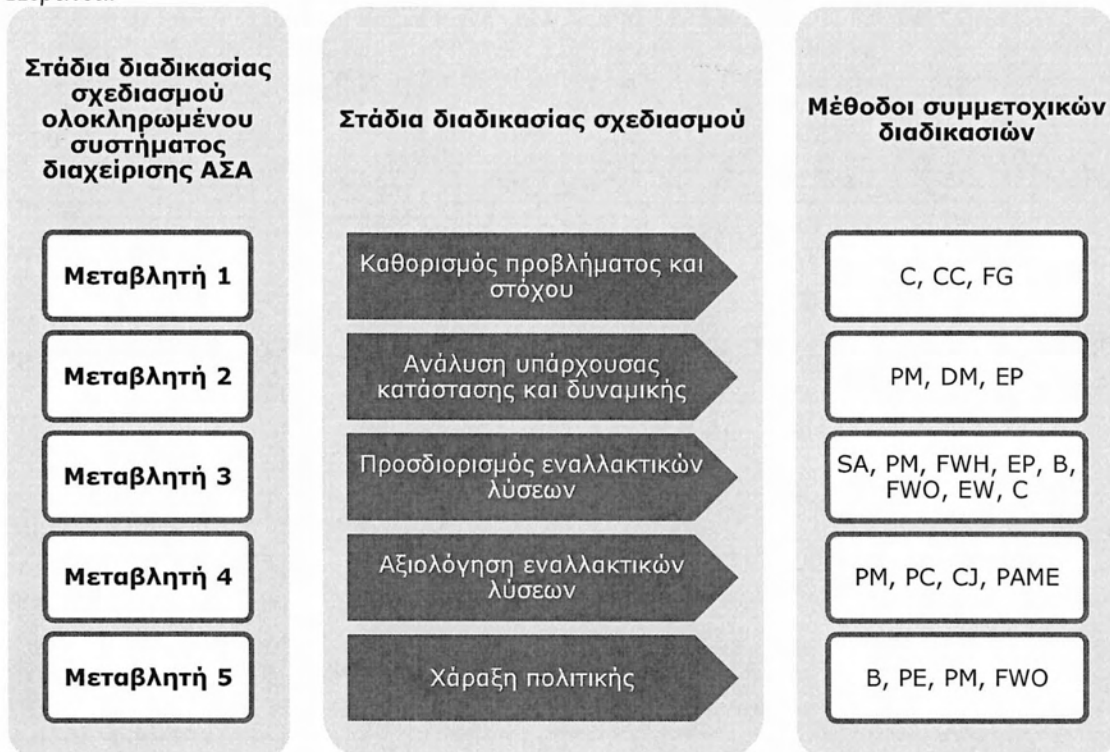 Στάδια διαδικασίας
σχεδιασμού
ολοκληρωμένου
συστήματος
διαχείρισης ΑΣΑ
Μεταβλητή 1
Μεταβλητή 2
Μεταβλητή 3
Μεταβλητή 4
Μεταβλητή 5
Στάδια διαδικασίας σχεδιασμού
Καθορισμός προβλήματος και
στόχου
Ανάλυση υπάρχουσας
κατάστασης και δυναμικής
Προσδιορισμός εναλλακτικών
λύσεων
Αξιολόγηση εναλλακτικών
λύσεων
Χάραξη πολιτικής
Μέθοδοι συμμετοχικών
διαδικασιών
C, CC, FG
PM, DM, EP
SA, PM, FWH, EP, B,
FWO, EW, C
PM, PC, CJ, PAME
B, PE, PM, FWO